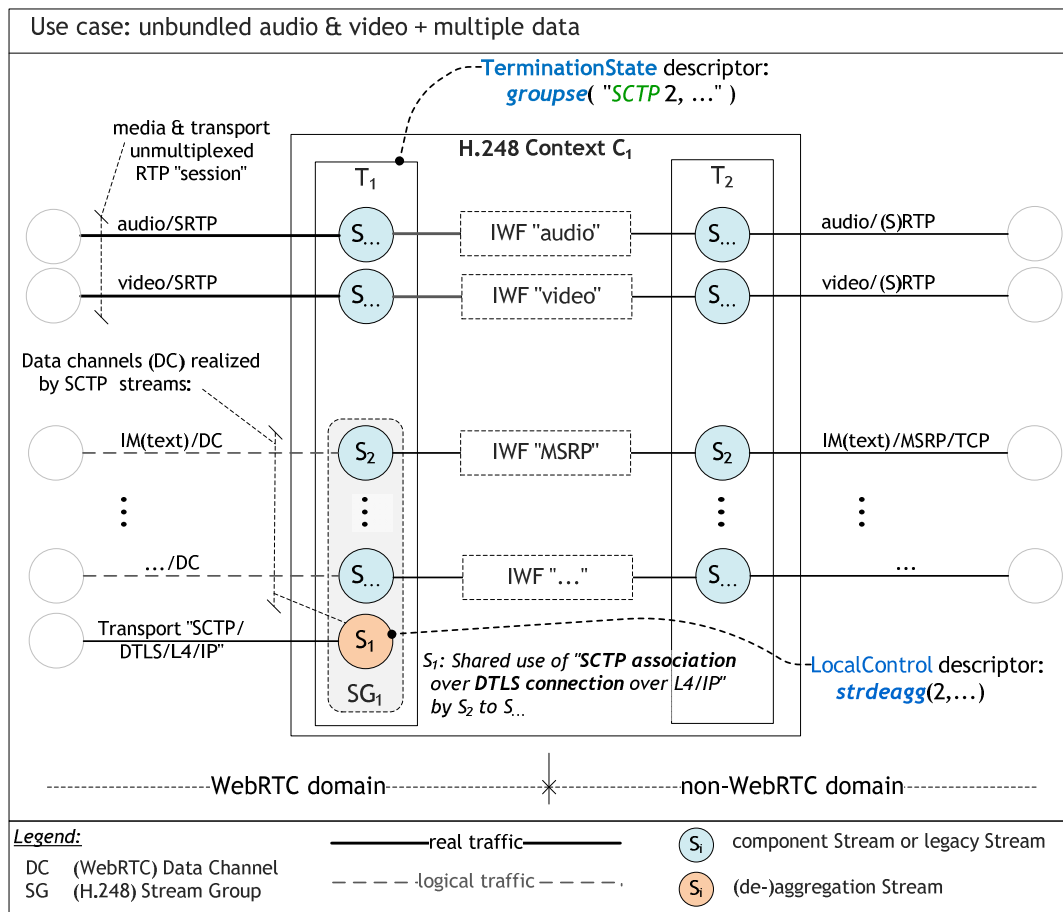 Use case: unbundled audio & video + multiple data
TerminationState descriptor:
groupse( "SCTP 2, ..." )
media & transport
unmultiplexed
RTP "session"
H.248 Context C1
T1
T2
audio/SRTP
S...
IWF "audio"
S...
audio/(S)RTP
video/SRTP
S...
IWF "video"
S...
video/(S)RTP
Data channels (DC) realized
by SCTP streams:
IM(text)/DC
S2
IWF "MSRP"
S2
IM(text)/MSRP/TCP
.../DC
S...
IWF "..."
S...
...
Transport "SCTP/
DTLS/L4/IP"
S1
SG1
S1: Shared use of "SCTP association
over DTLS connection over L4/IP"
by S2 to S...
LocalControl descriptor:
strdeagg(2,...)
WebRTC domain
non-WebRTC domain
Legend:
DC (WebRTC) Data Channel
SG (H.248) Stream Group
real traffic
logical traffic
Si component Stream or legacy Stream
Si (de-)aggregation Stream